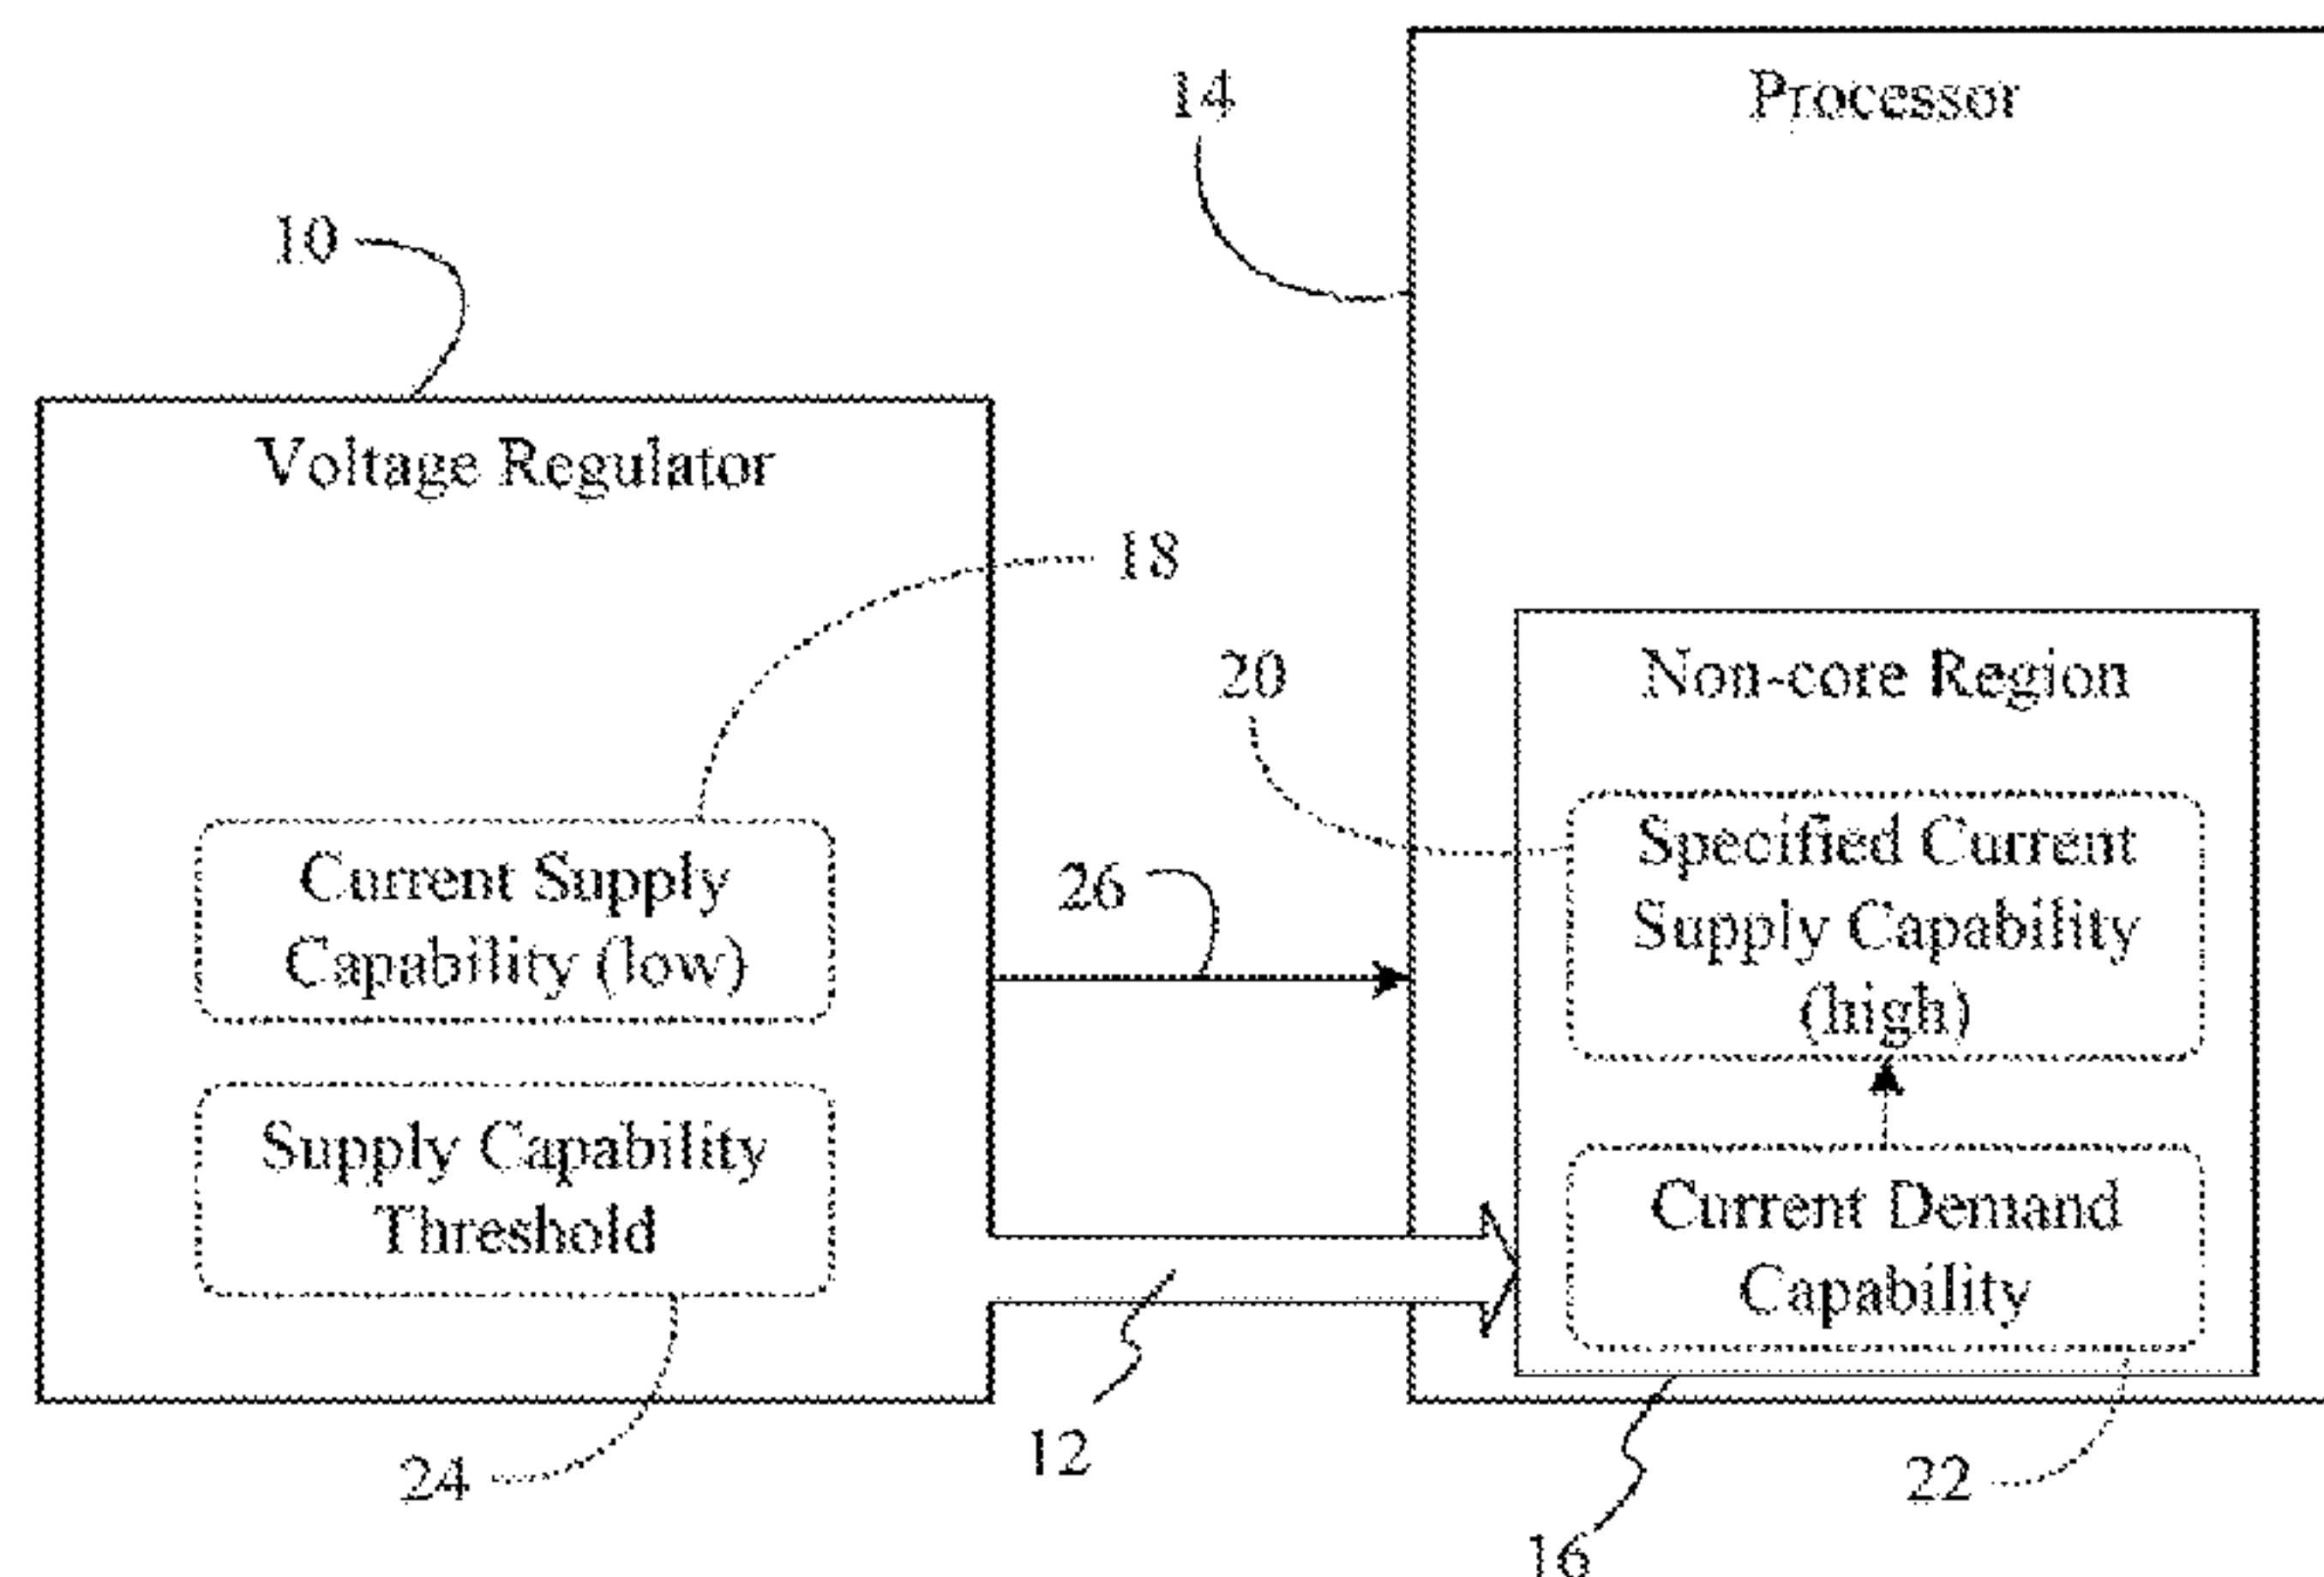 Processor
14
10
Voltage Regulator
18
20
Non-core Region
Current Supply
Capability (low)
26
Specified Current
Supply Capability
(high)
Supply Capability
Threshold
Current Demand
Capability
12
24
22
16